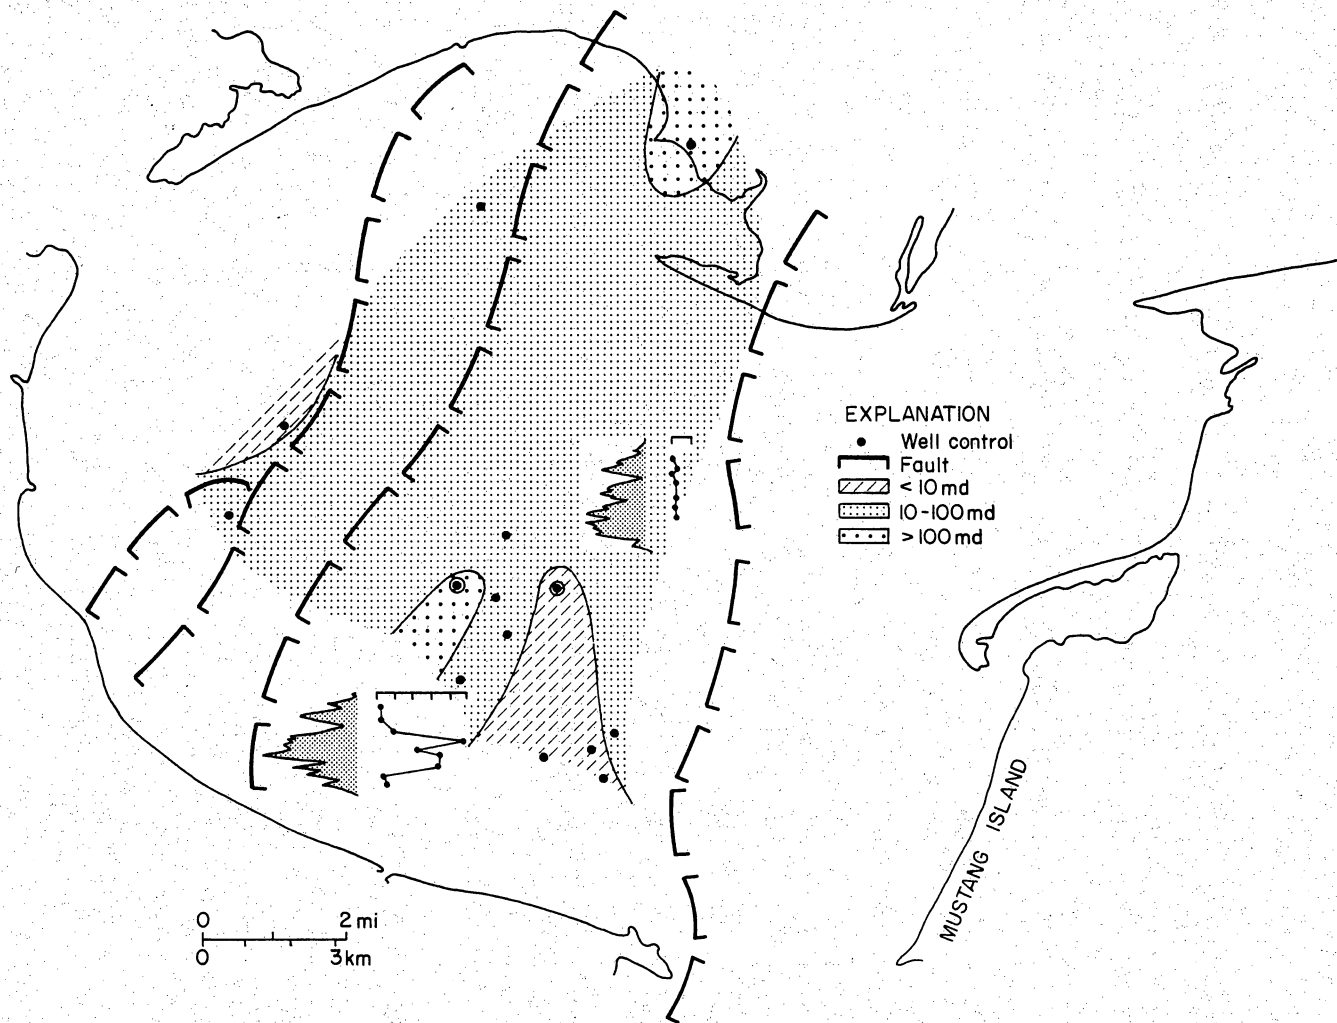 EXPLANATION
Well control
Fault
< 10 md
10-100 md
> 100 md
MUSTANG ISLAND
0 2 mi
0 3 km